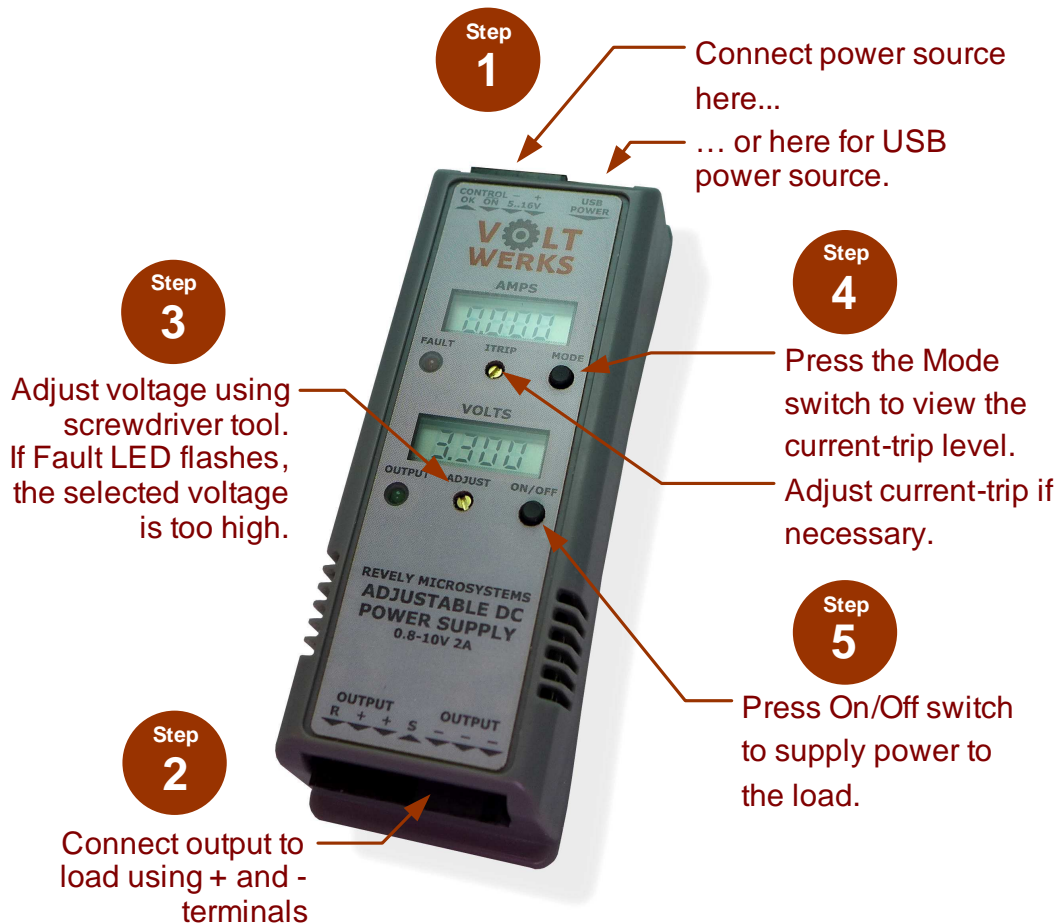 Step
1
Connect power source
here...
… or here for USB
power source.
CONTROL - +
OK ON 5..16V
USB
POWER
VOLT
WERKS
AMPS
0.000
FAULT
ITRIP
MODE
VOLTS
3.300
OUTPUT
ADJUST
ON/OFF
REVELY MICROSYSTEMS
ADJUSTABLE DC
POWER SUPPLY
0.8-10V 2A
OUTPUT
R + + S
OUTPUT
- - -
Step
2
Connect output to
load using + and -
terminals
Step
3
Adjust voltage using
screwdriver tool.
If Fault LED flashes,
the selected voltage
is too high.
Step
4
Press the Mode
switch to view the
current-trip level.
Adjust current-trip if
necessary.
Step
5
Press On/Off switch
to supply power to
the load.